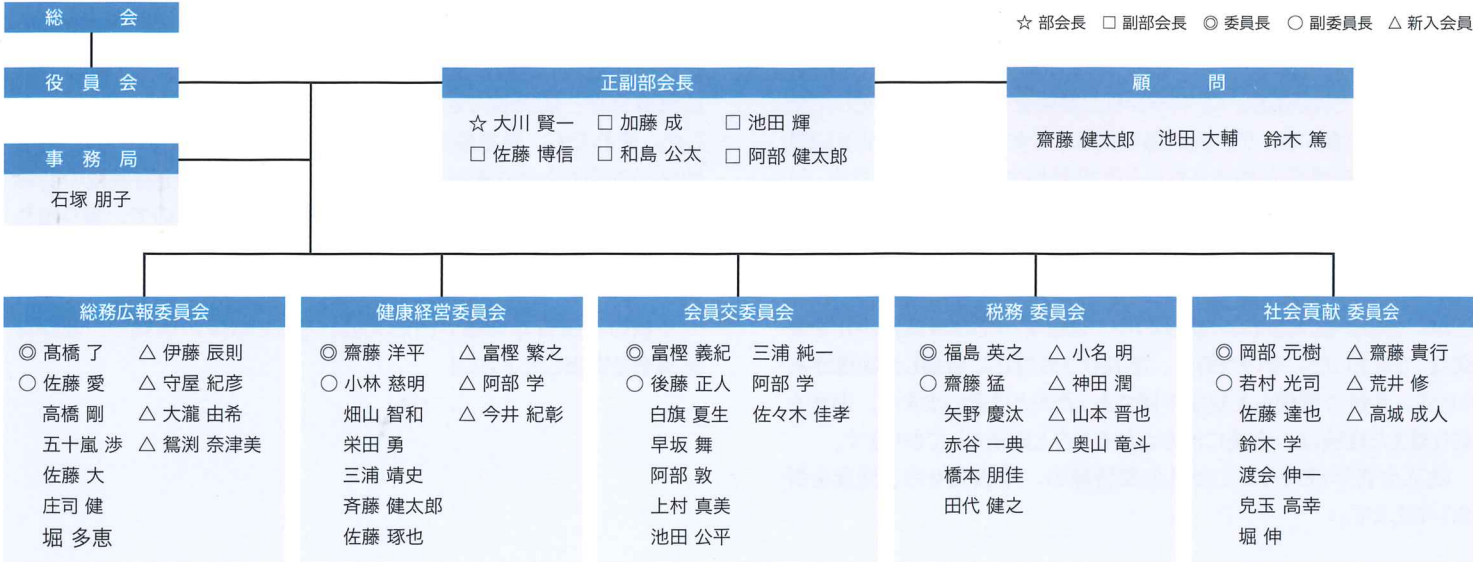 ☆ 部会長 □ 副部会長 ◎ 委員長 ○ 副委員長 △ 新入会員
総 会
役 員 会
正副部会長
☆ 大川 賢一 □ 加藤 成 □ 池田 輝
□ 佐藤 博信 □ 和島 公太 □ 阿部 健太郎
顧 問
齋藤 健太郎 池田 大輔 鈴木 篤
事 務 局
石塚 朋子
総務広報委員会
◎ 髙橋 了 △ 伊藤 辰則
○ 佐藤 愛 △ 守屋 紀彦
高橋 剛 △ 大瀧 由希
五十嵐 渉 △ 鴛渕 奈津美
佐藤 大
庄司 健
堀 多恵
健康経営委員会
◎ 齋藤 洋平 △ 富樫 繁之
○ 小林 慈明 △ 阿部 学
畑山 智和 △ 今井 紀彰
栄田 勇
三浦 靖史
斉藤 健太郎
佐藤 琢也
会員交委員会
◎ 富樫 義紀 三浦 純一
○ 後藤 正人 阿部 学
白旗 夏生 佐々木 佳孝
早坂 舞
阿部 敦
上村 真美
池田 公平
税務 委員会
◎ 福島 英之 △ 小名 明
○ 齋藤 猛 △ 神田 潤
矢野 慶汰 △ 山本 晋也
赤谷 一典 △ 奥山 竜斗
橋本 朋佳
田代 健之
社会貢献 委員会
◎ 岡部 元樹 △ 齋藤 貴行
○ 若村 光司 △ 荒井 修
佐藤 達也 △ 高城 成人
鈴木 学
渡会 伸一
皃玉 高幸
堀 伸